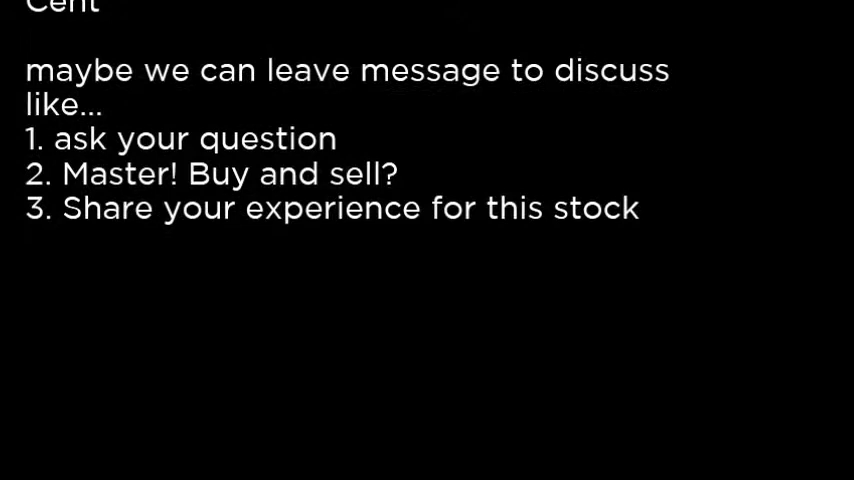 Cent
maybe we can leave message to discuss
like...
1. ask your question
2. Master! Buy and sell?
3. Share your experience for this stock